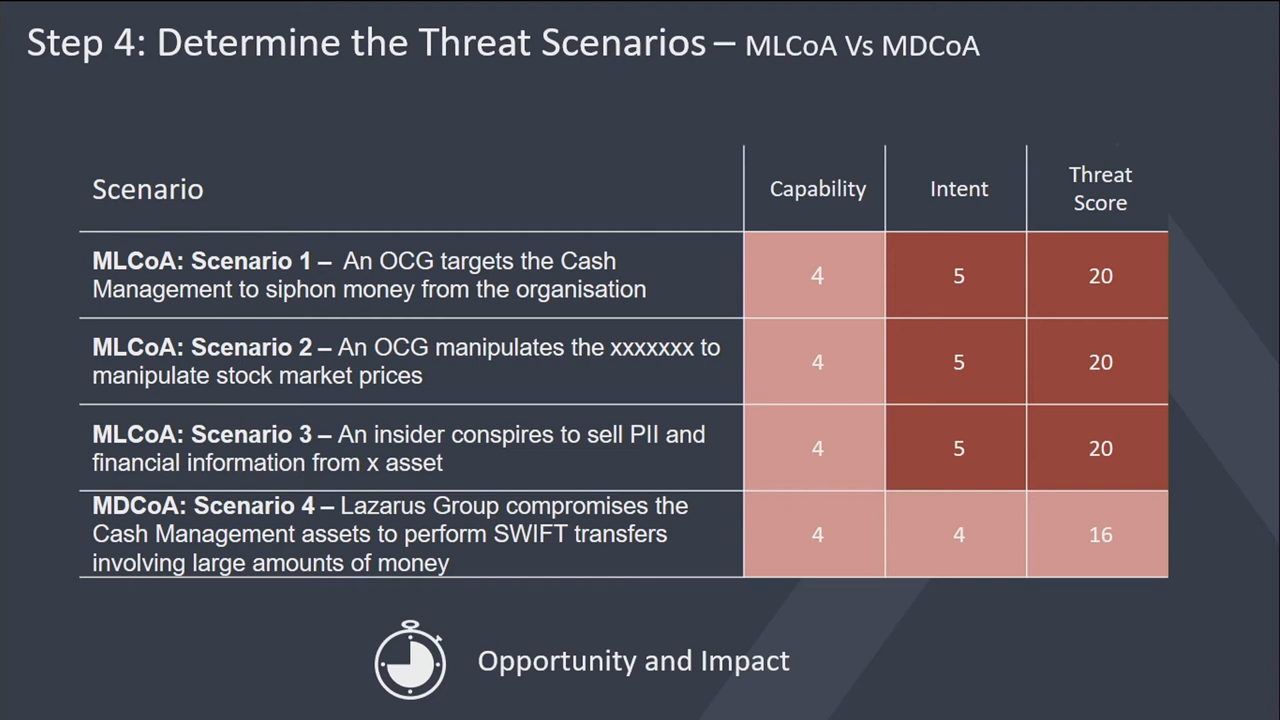 Step 4: Determine the Threat Scenarios – MLCoA Vs MDCoA
Scenario
Capability
Intent
Threat
Score
MLCoA: Scenario 1 – An OCG targets the Cash
Management to siphon money from the organisation
4
5
20
MLCoA: Scenario 2 – An OCG manipulates the xxxxxxx to
manipulate stock market prices
4
5
20
MLCoA: Scenario 3 – An insider conspires to sell PII and
financial information from x asset
4
5
20
MDCoA: Scenario 4 – Lazarus Group compromises the
Cash Management assets to perform SWIFT transfers
involving large amounts of money
4
4
16
Opportunity and Impact